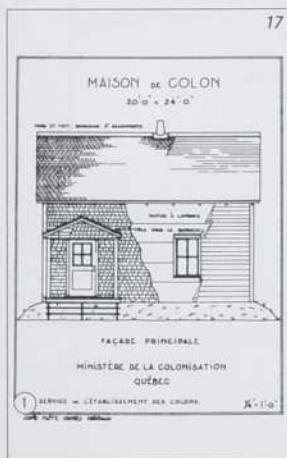 17
MAISON DE COLON
20'-0" x 24'-0"
FAÇADE PRINCIPALE
MINISTÈRE DE LA COLONISATION
QUÉBEC
1 SERVICE DE L'ÉTABLISSEMENT DES COLONS.
¼"=1'-0"